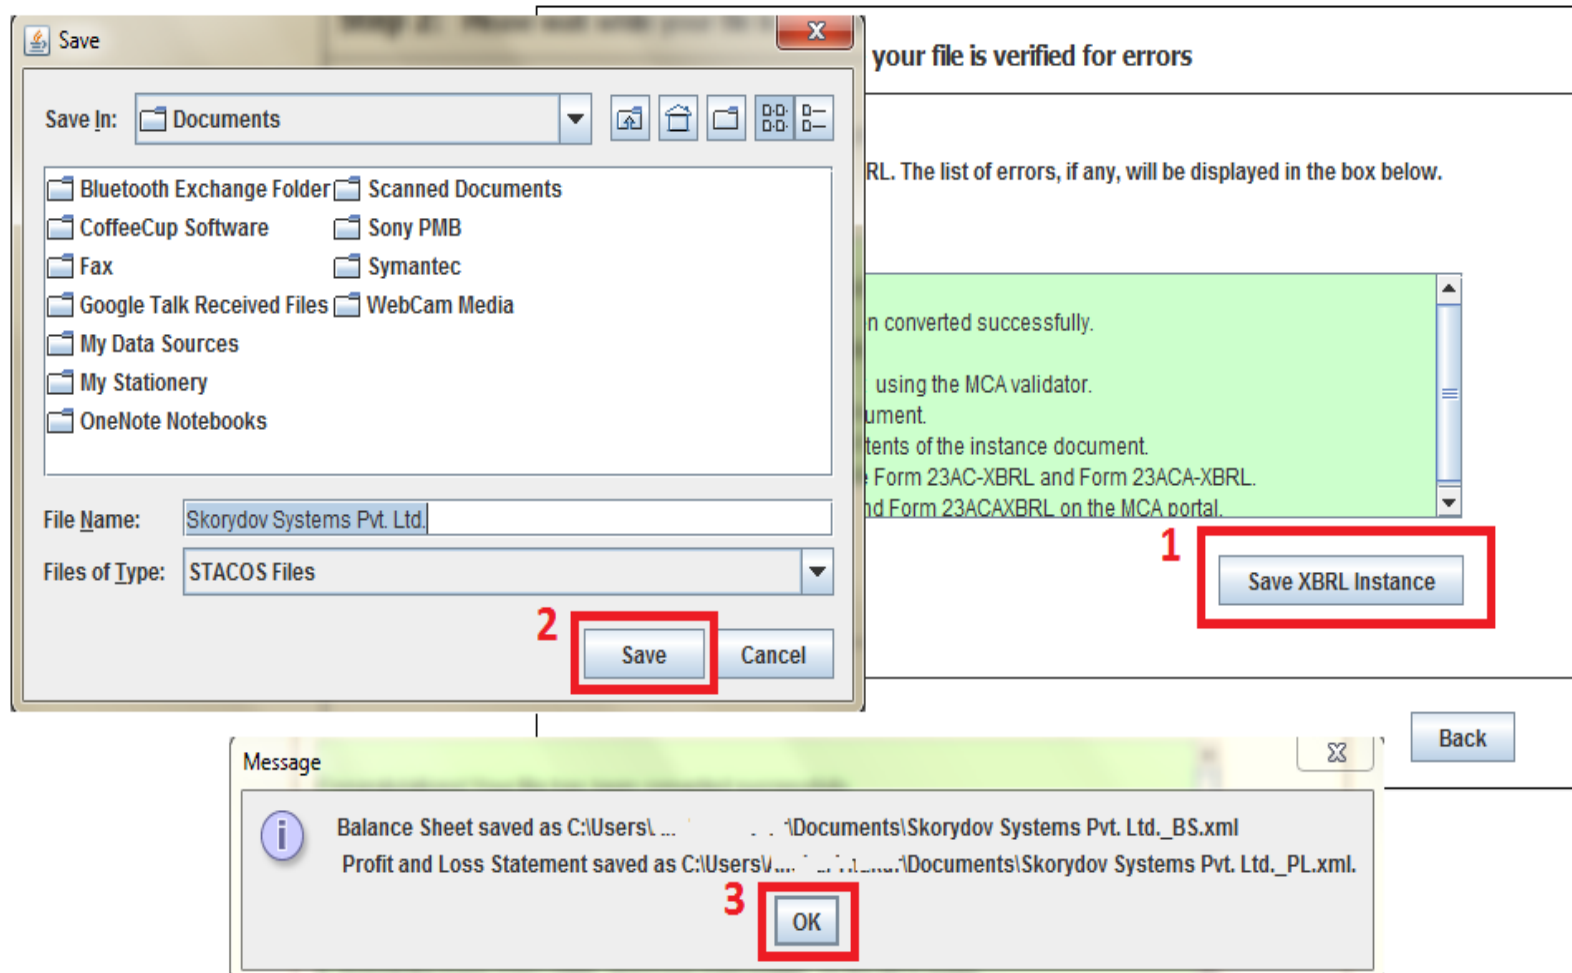 Save
X
your file is verified for errors
Save In: Documents
RL. The list of errors, if any, will be displayed in the box below.
Bluetooth Exchange Folder Scanned Documents
CoffeeCup Software Sony PMB
Fax Symantec
Google Talk Received Files WebCam Media
My Data Sources
My Stationery
OneNote Notebooks
n converted successfully.
using the MCA validator.
ument.
tents of the instance document.
Form 23AC-XBRL and Form 23ACA-XBRL.
nd Form 23ACAXBRL on the MCA portal.
File Name: Skorydov Systems Pvt. Ltd.
Files of Type: STACOS Files
1
Save XBRL Instance
2
Save Cancel
Back
Message
Balance Sheet saved as C:\Users\ \Documents\Skorydov Systems Pvt. Ltd._BS.xml
Profit and Loss Statement saved as C:\Users\ \Documents\Skorydov Systems Pvt. Ltd._PL.xml.
3
OK